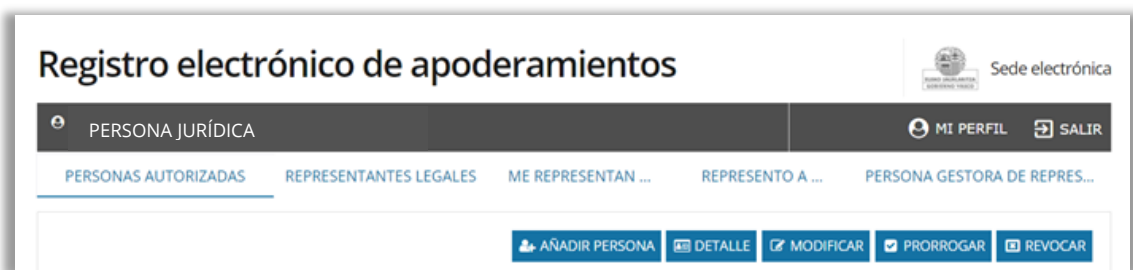 Registro electrónico de apoderamientos
Sede electrónica
PERSONA JURÍDICA
MI PERFIL SALIR
PERSONAS AUTORIZADAS REPRESENTANTES LEGALES ME REPRESENTAN ... REPRESENTO A ... PERSONA GESTORA DE REPRES...
AÑADIR PERSONA DETALLE MODIFICAR PRORROGAR REVOCAR